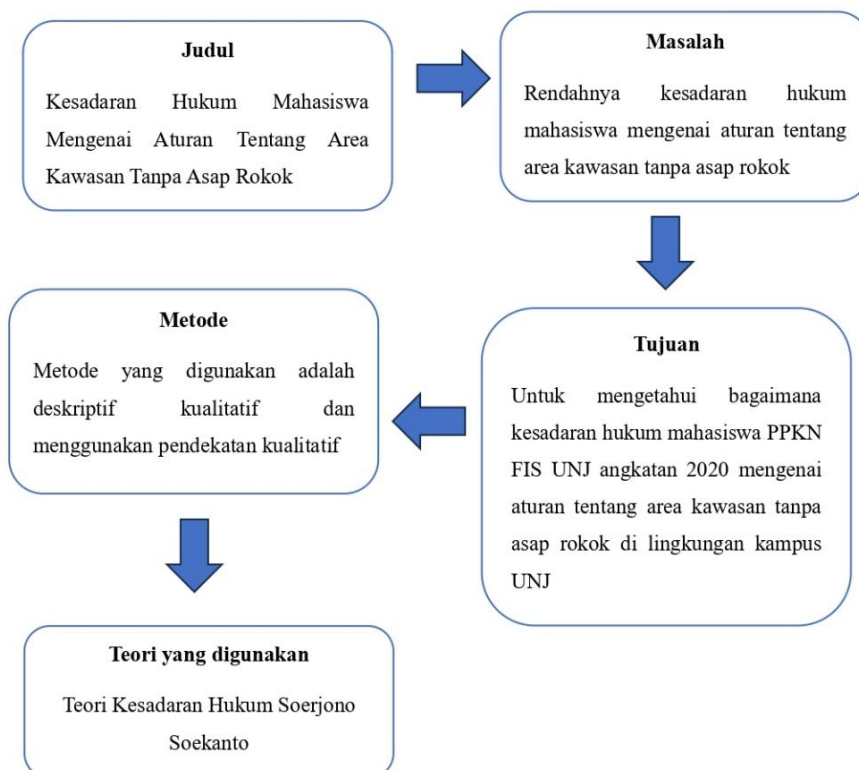 Judul
Kesadaran Hukum Mahasiswa
Mengenai Aturan Tentang Area
Kawasan Tanpa Asap Rokok
Masalah
Rendahnya kesadaran hukum
mahasiswa mengenai aturan tentang
area kawasan tanpa asap rokok
Tujuan
Untuk mengetahui bagaimana
kesadaran hukum mahasiswa PPKN
FIS UNJ angkatan 2020 mengenai
aturan tentang area kawasan tanpa
asap rokok di lingkungan kampus
UNJ
Metode
Metode yang digunakan adalah
deskriptif kualitatif dan
menggunakan pendekatan kualitatif
Teori yang digunakan
Teori Kesadaran Hukum Soerjono
Soekanto